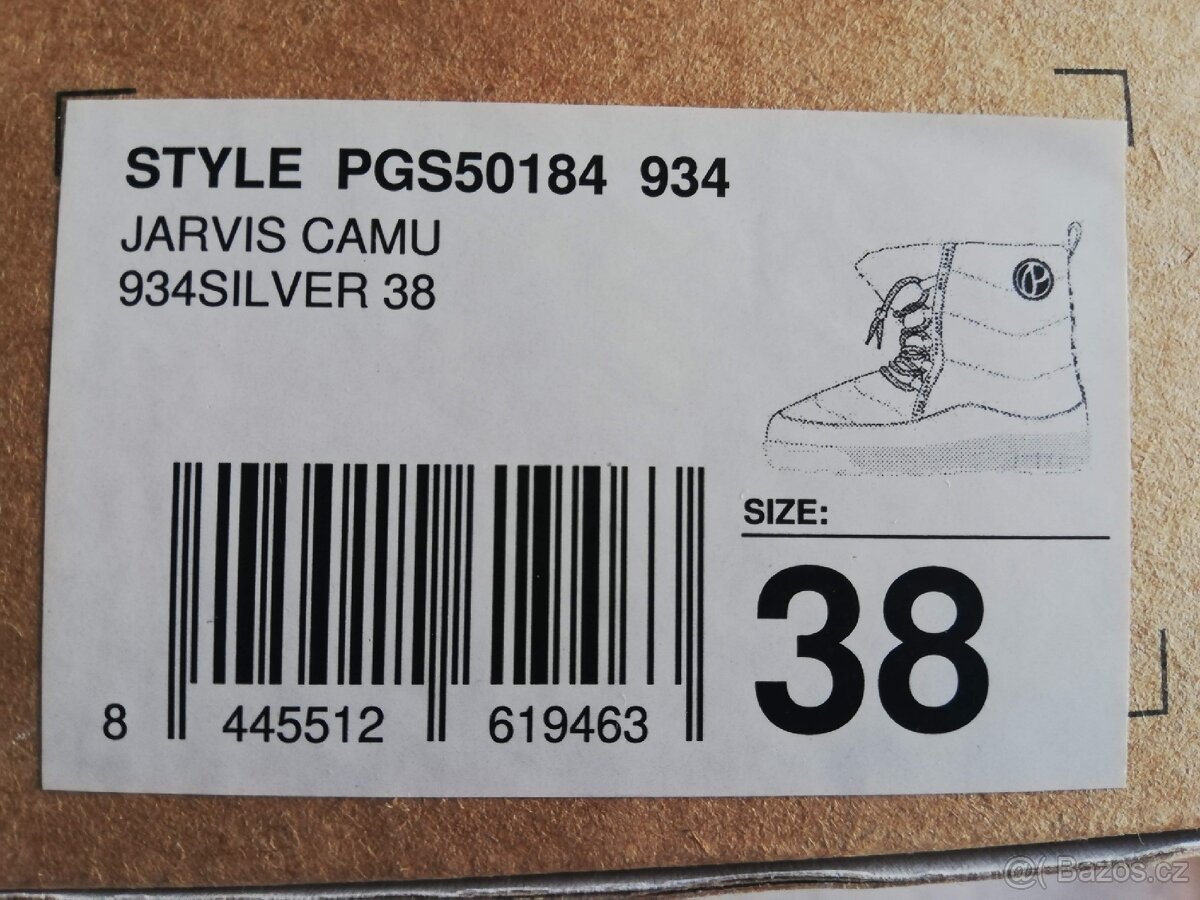 STYLE PGS50184 934
JARVIS CAMU
934SILVER 38
SIZE:
38
8 445512 619463
@ Bazos.cz